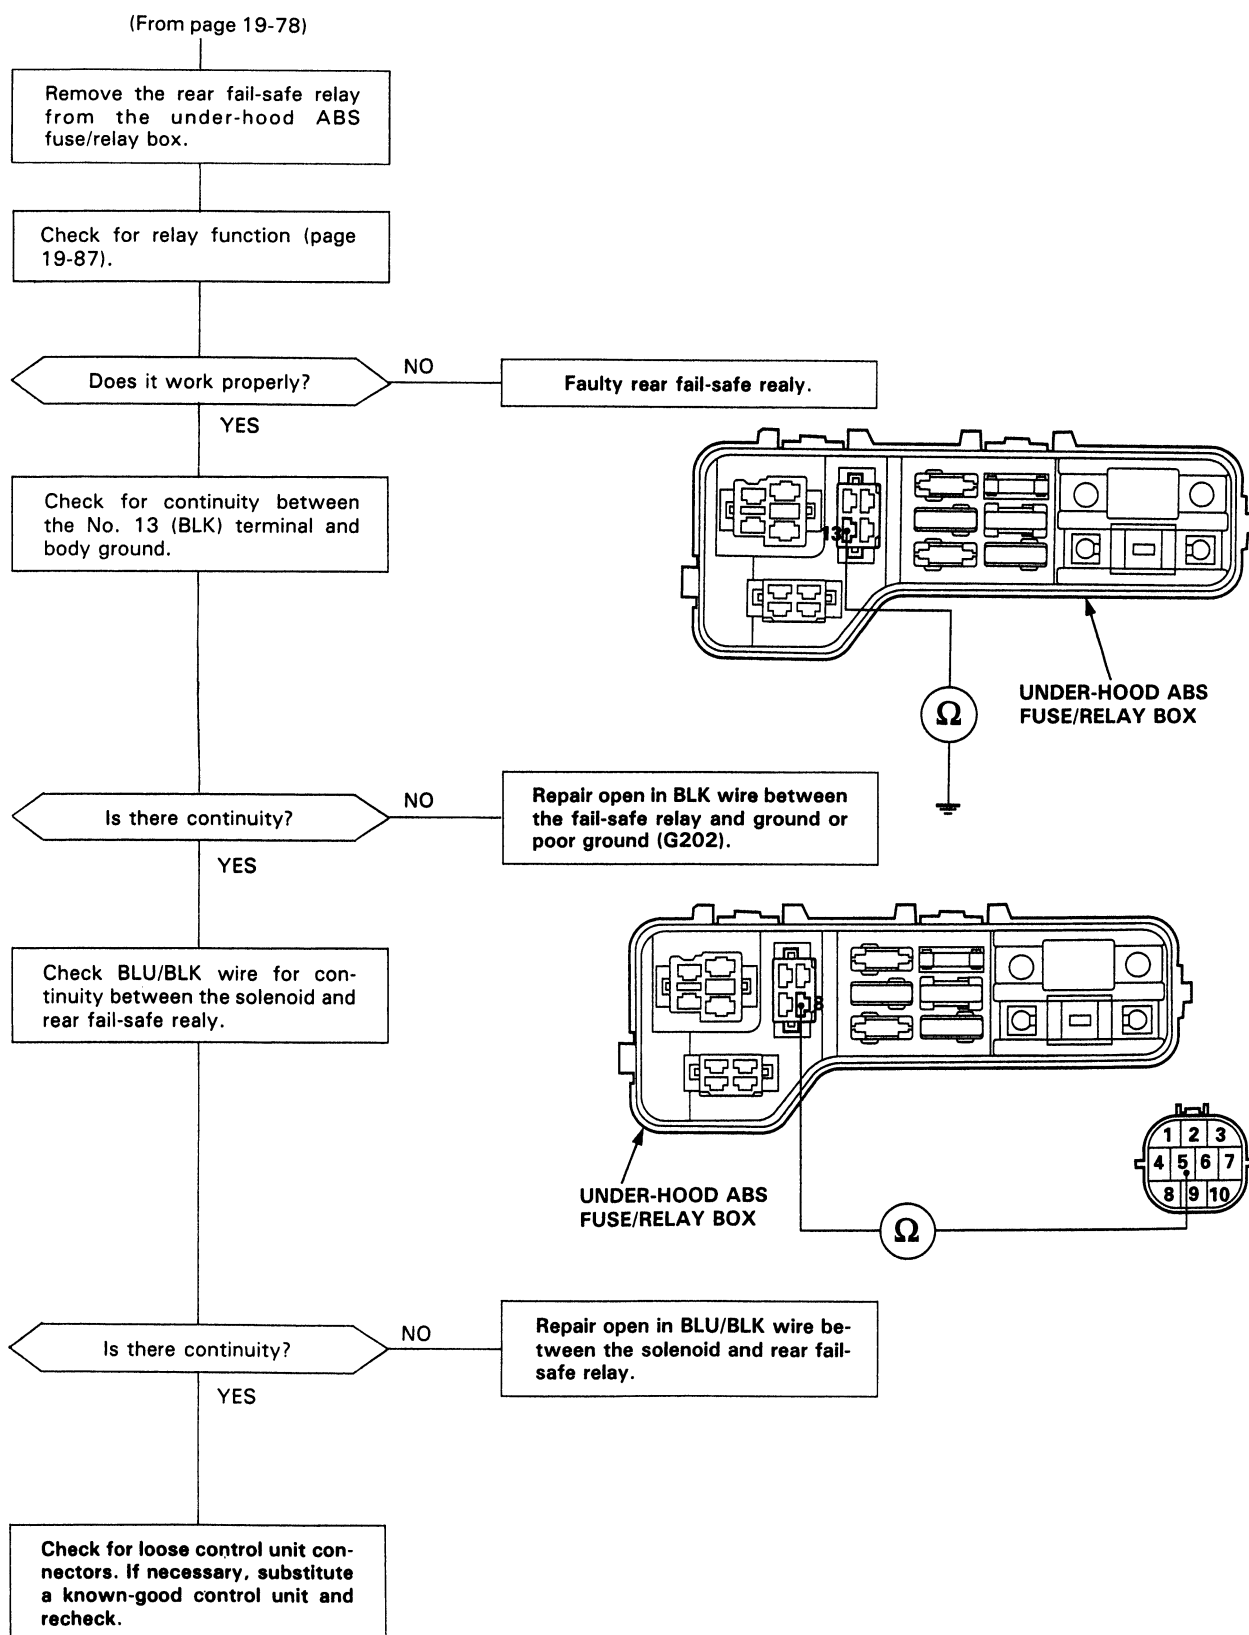 (From page 19-78)
Remove the rear fail-safe relay
from the under-hood ABS
fuse/relay box.
Check for relay function (page
19-87).
Does it work properly?
NO
Faulty rear fail-safe realy.
YES
Check for continuity between
the No. 13 (BLK) terminal and
body ground.
13
UNDER-HOOD ABS
FUSE/RELAY BOX
Ω
Is there continuity?
NO
Repair open in BLK wire between
the fail-safe relay and ground or
poor ground (G202).
YES
Check BLU/BLK wire for con-
tinuity between the solenoid and
rear fail-safe realy.
8
1 2 3
4 5 6 7
8 9 10
UNDER-HOOD ABS
FUSE/RELAY BOX
Ω
Is there continuity?
NO
Repair open in BLU/BLK wire be-
tween the solenoid and rear fail-
safe relay.
YES
Check for loose control unit con-
nectors. If necessary, substitute
a known-good control unit and
recheck.